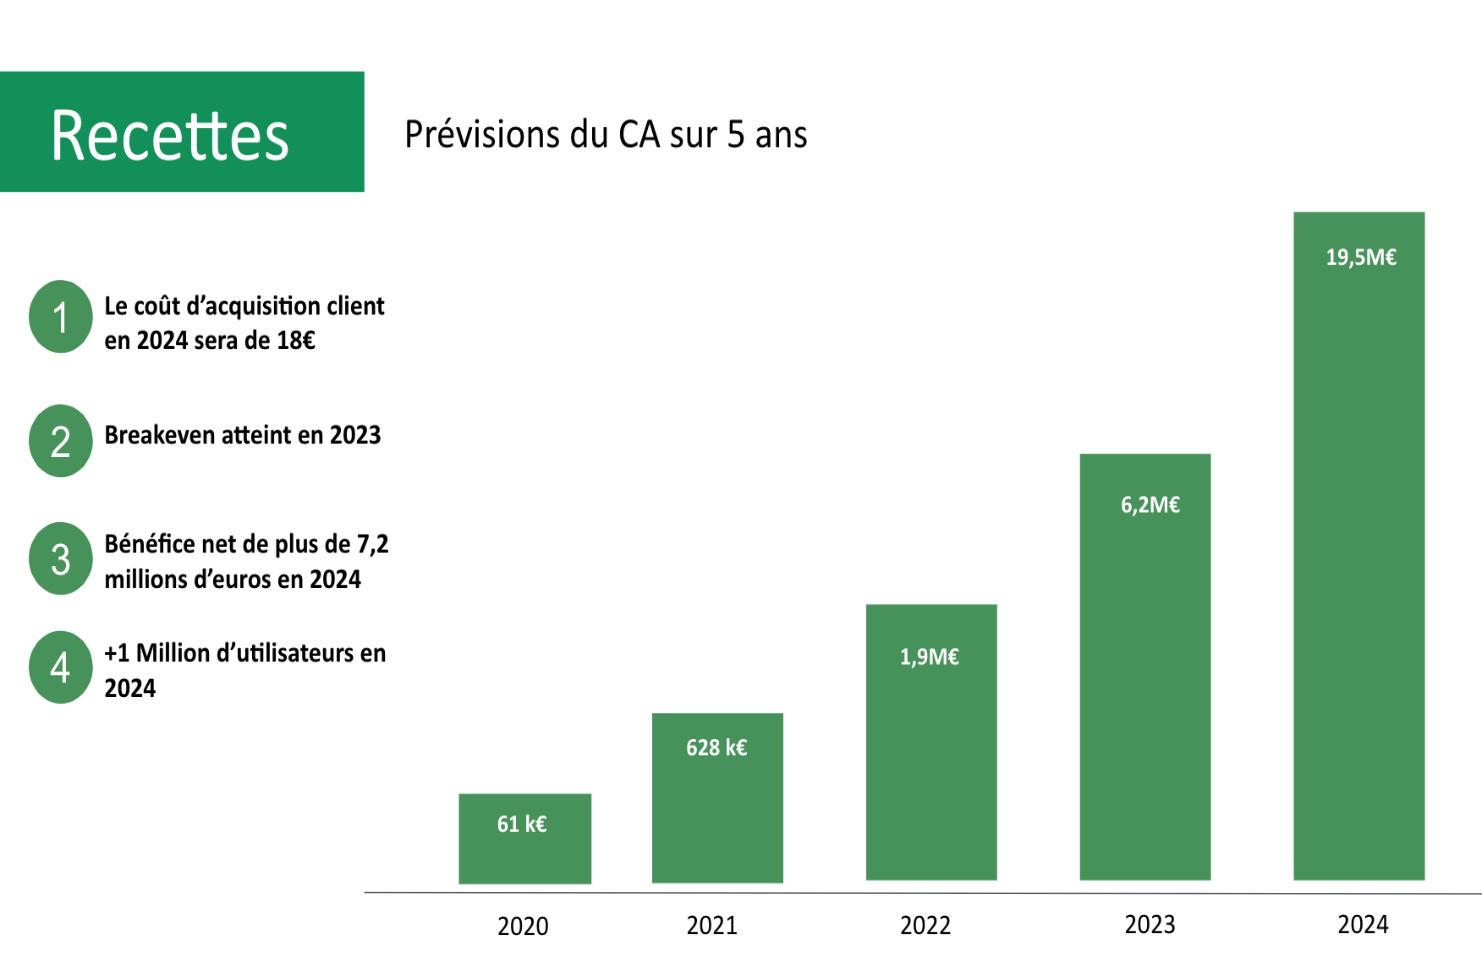 Recettes
Prévisions du CA sur 5 ans
1
Le coût d’acquisition client
en 2024 sera de 18€
2
Breakeven atteint en 2023
3
Bénéfice net de plus de 7,2
millions d’euros en 2024
4
+1 Million d’utilisateurs en
2024
61 k€
628 k€
1,9M€
6,2M€
19,5M€
2020
2021
2022
2023
2024